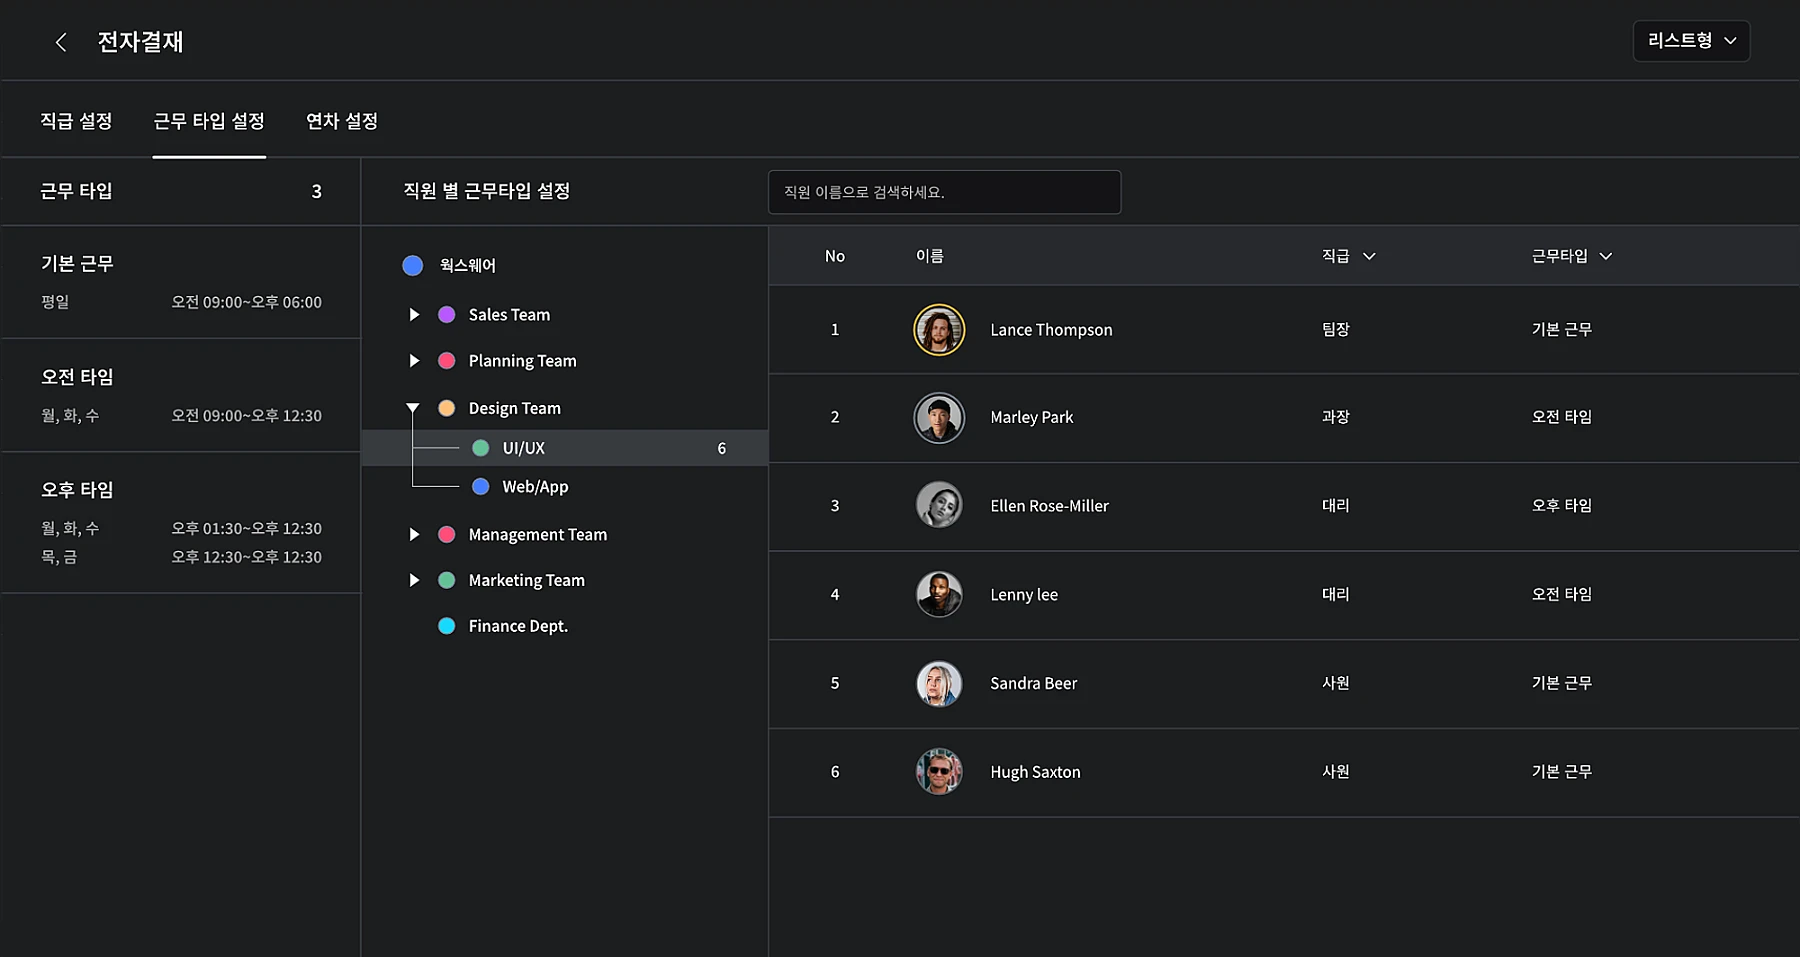 전자결재
리스트형
직급 설정 근무 타입 설정 연차 설정
근무 타입 3
기본 근무
평일 오전 09:00~오후 06:00
오전 타임
월, 화, 수 오전 09:00~오후 12:30
오후 타임
월, 화, 수 오후 01:30~오후 12:30
목, 금 오후 12:30~오후 12:30
직원 별 근무타입 설정
직원 이름으로 검색하세요.
웍스웨어
Sales Team
Planning Team
Design Team
UI/UX 6
Web/App
Management Team
Marketing Team
Finance Dept.
No 이름 직급 근무타입
1 Lance Thompson 팀장 기본 근무
2 Marley Park 과장 오전 타임
3 Ellen Rose-Miller 대리 오후 타임
4 Lenny lee 대리 오전 타임
5 Sandra Beer 사원 기본 근무
6 Hugh Saxton 사원 기본 근무